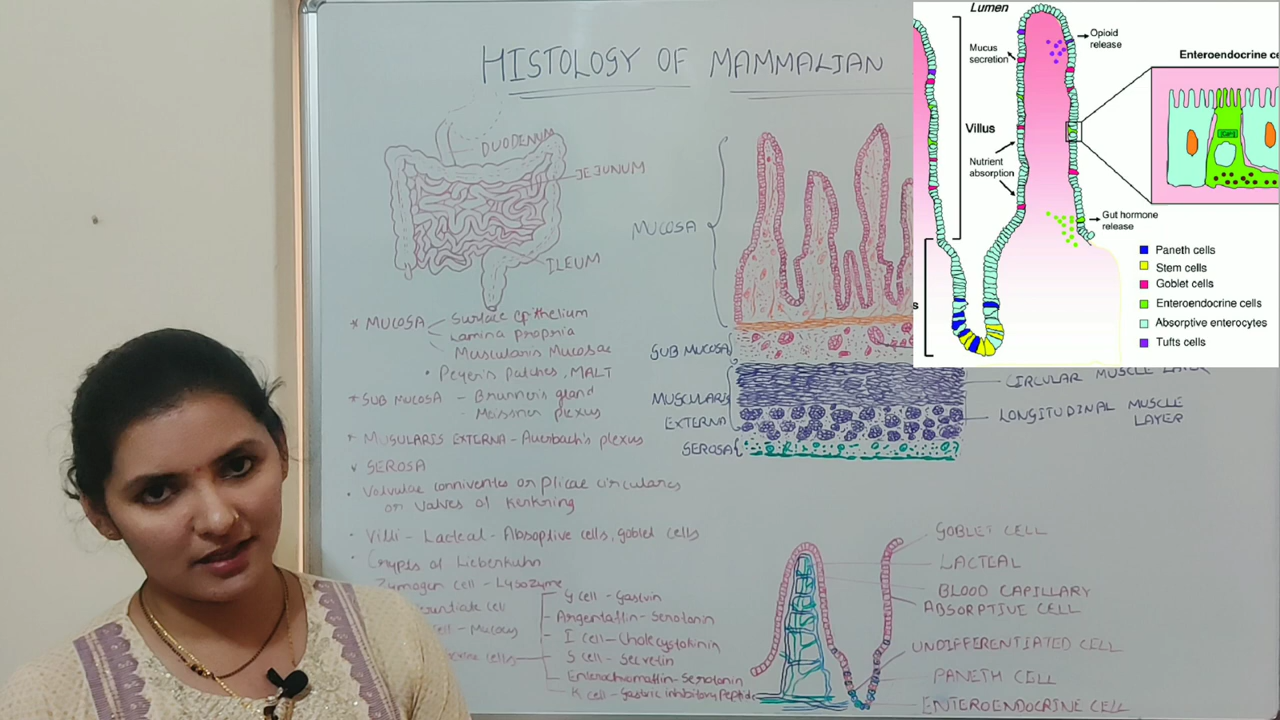 HISTOLOGY OF MAMMALIAN
DUODENUM
JEJUNUM
ILEUM
* MUCOSA
Surface epithelium
Lamina propria
Muscularis Mucosae
• Peyer's patches, MALT
* SUB MUCOSA - Brunner's gland
- Meissner plexus
* MUSULARIS EXTERNA - Auerbach's plexus
SEROSA
• Valvulae conniventes or Plicae circulares
or valves of kerkring
• Villi - Lacteal - Absoptive cells, goblet cells
• Crypts of Lieberkuhn
Zymogen cell - Lysozyme
cell
- Mucous
cells
G cell - Gastrin
Argentaffin - Serotonin
I cell - Cholecystokinin
S cell - Secretin
Enterochromaffin - Serotonin
K cell - Gastric inhibitory Peptide
MUCOSA
SUB MUCOSA
MUSCULARIS
EXTERNA
SEROSA
CIRCULAR MUSCLE LAYER
LONGITUDINAL MUSCLE
LAYER
GOBLET CELL
LACTEAL
BLOOD CAPILLARY
ABSORPTIVE CELL
UNDIFFERENTIATED CELL
PANETH CELL
ENTEROENDOCRINE CELL
Lumen
Mucus
secretion
Opioid
release
Enteroendocrine
Villus
Nutrient
absorption
Gut hormone
release
Paneth cells
Stem cells
Goblet cells
Enteroendocrine cells
Absorptive enterocytes
Tufts cells